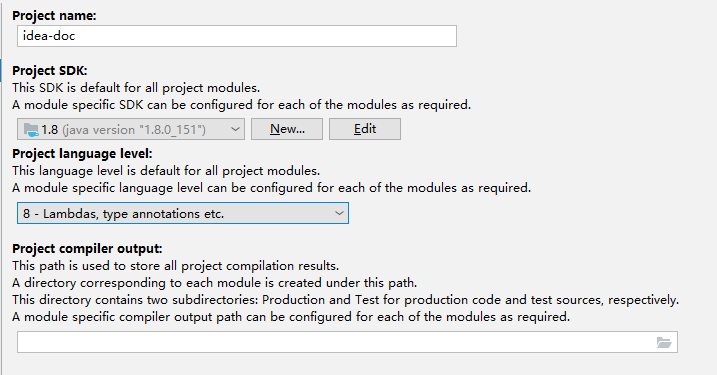 Project name:
idea-doc
Project SDK:
This SDK is default for all project modules.
A module specific SDK can be configured for each of the modules as required.
1.8 (java version "1.8.0_151") New... Edit
Project language level:
This language level is default for all project modules.
A module specific language level can be configured for each of the modules as required.
8 - Lambdas, type annotations etc.
Project compiler output:
This path is used to store all project compilation results.
A directory corresponding to each module is created under this path.
This directory contains two subdirectories: Production and Test for production code and test sources, respectively.
A module specific compiler output path can be configured for each of the modules as required.